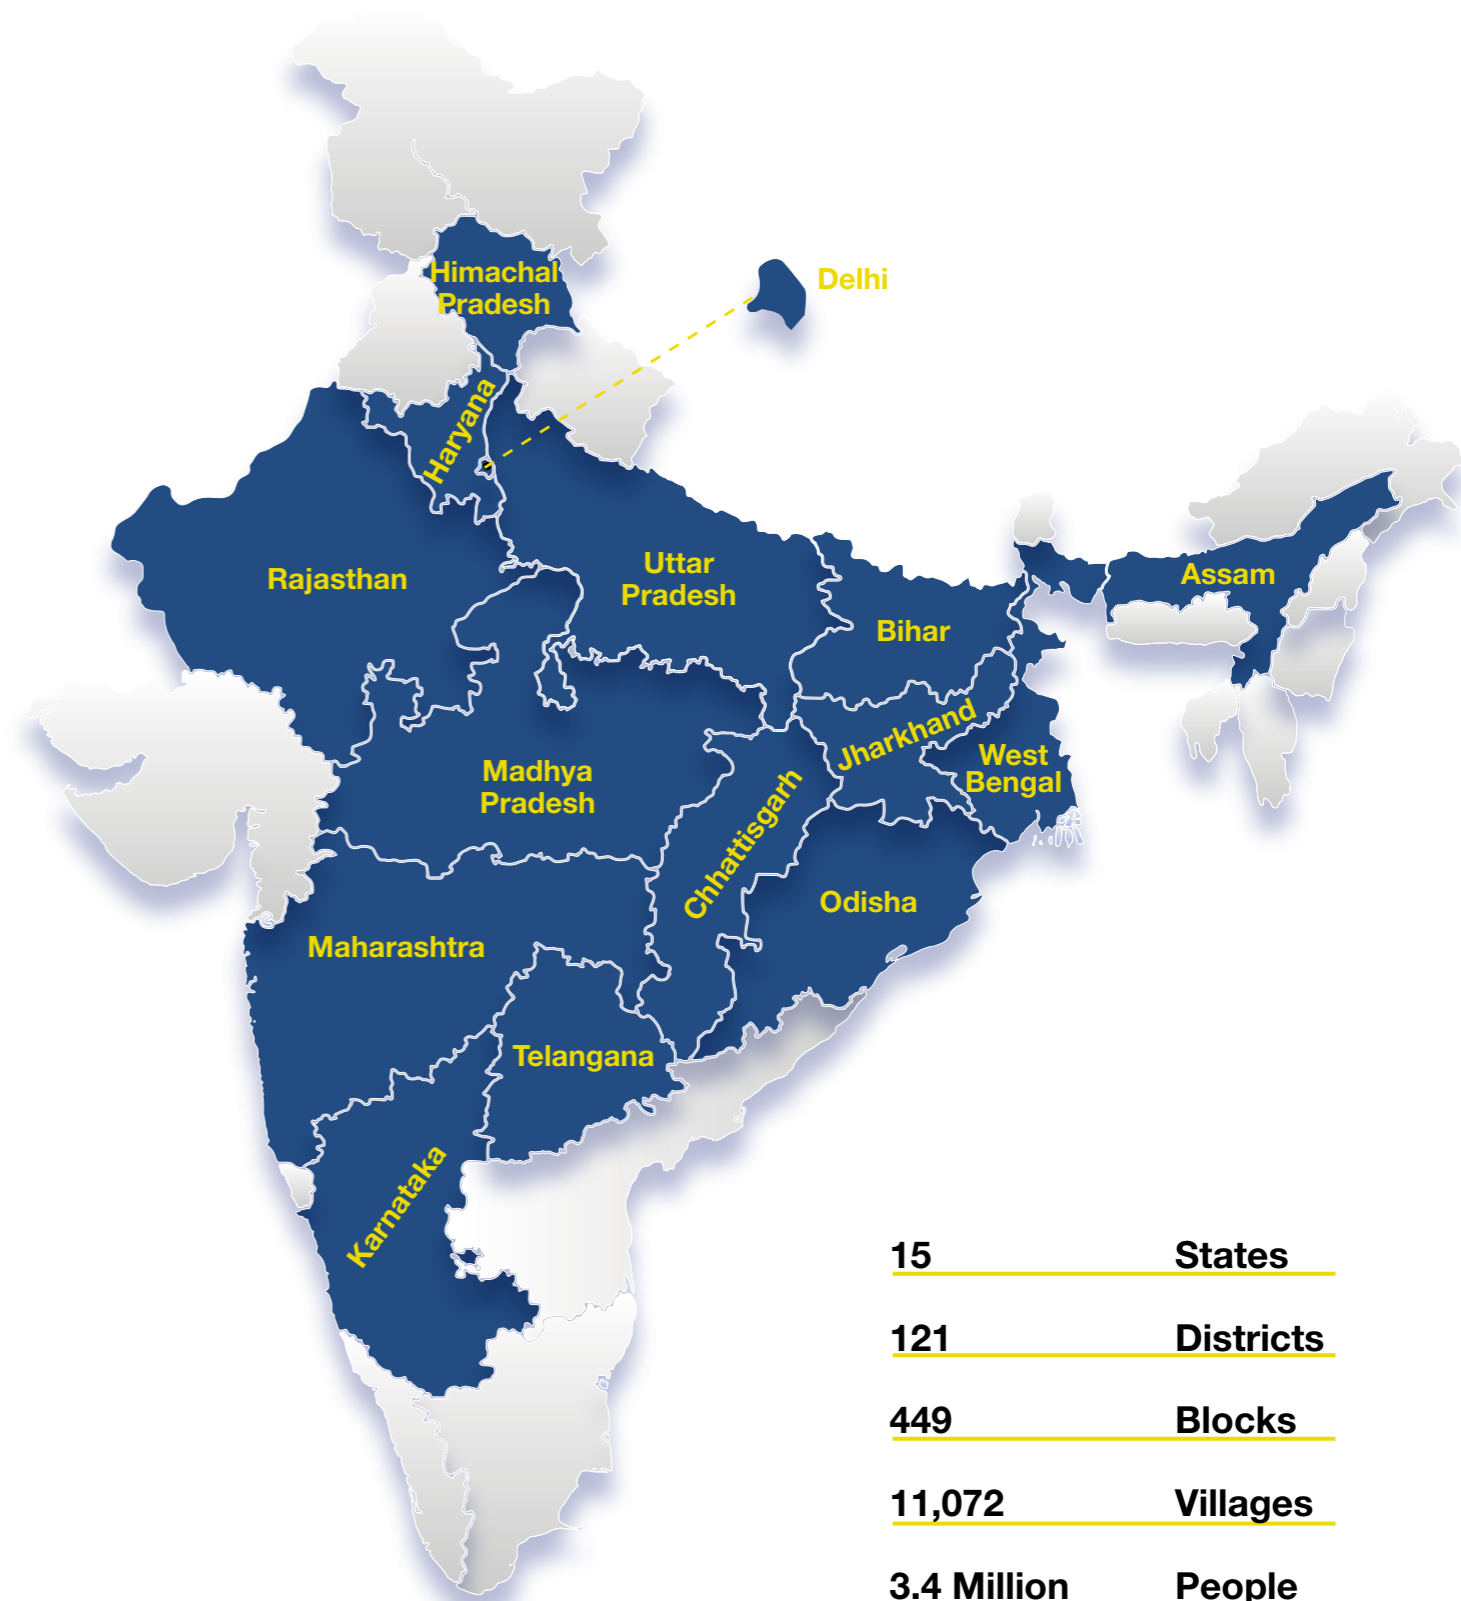 Himachal
Pradesh
Delhi
Haryana
Rajasthan
Uttar
Pradesh
Bihar
Assam
Jharkhand
West
Bengal
Madhya
Pradesh
Chhattisgarh
Odisha
Maharashtra
Telangana
Karnataka
15 States
121 Districts
449 Blocks
11,072 Villages
3.4 Million People